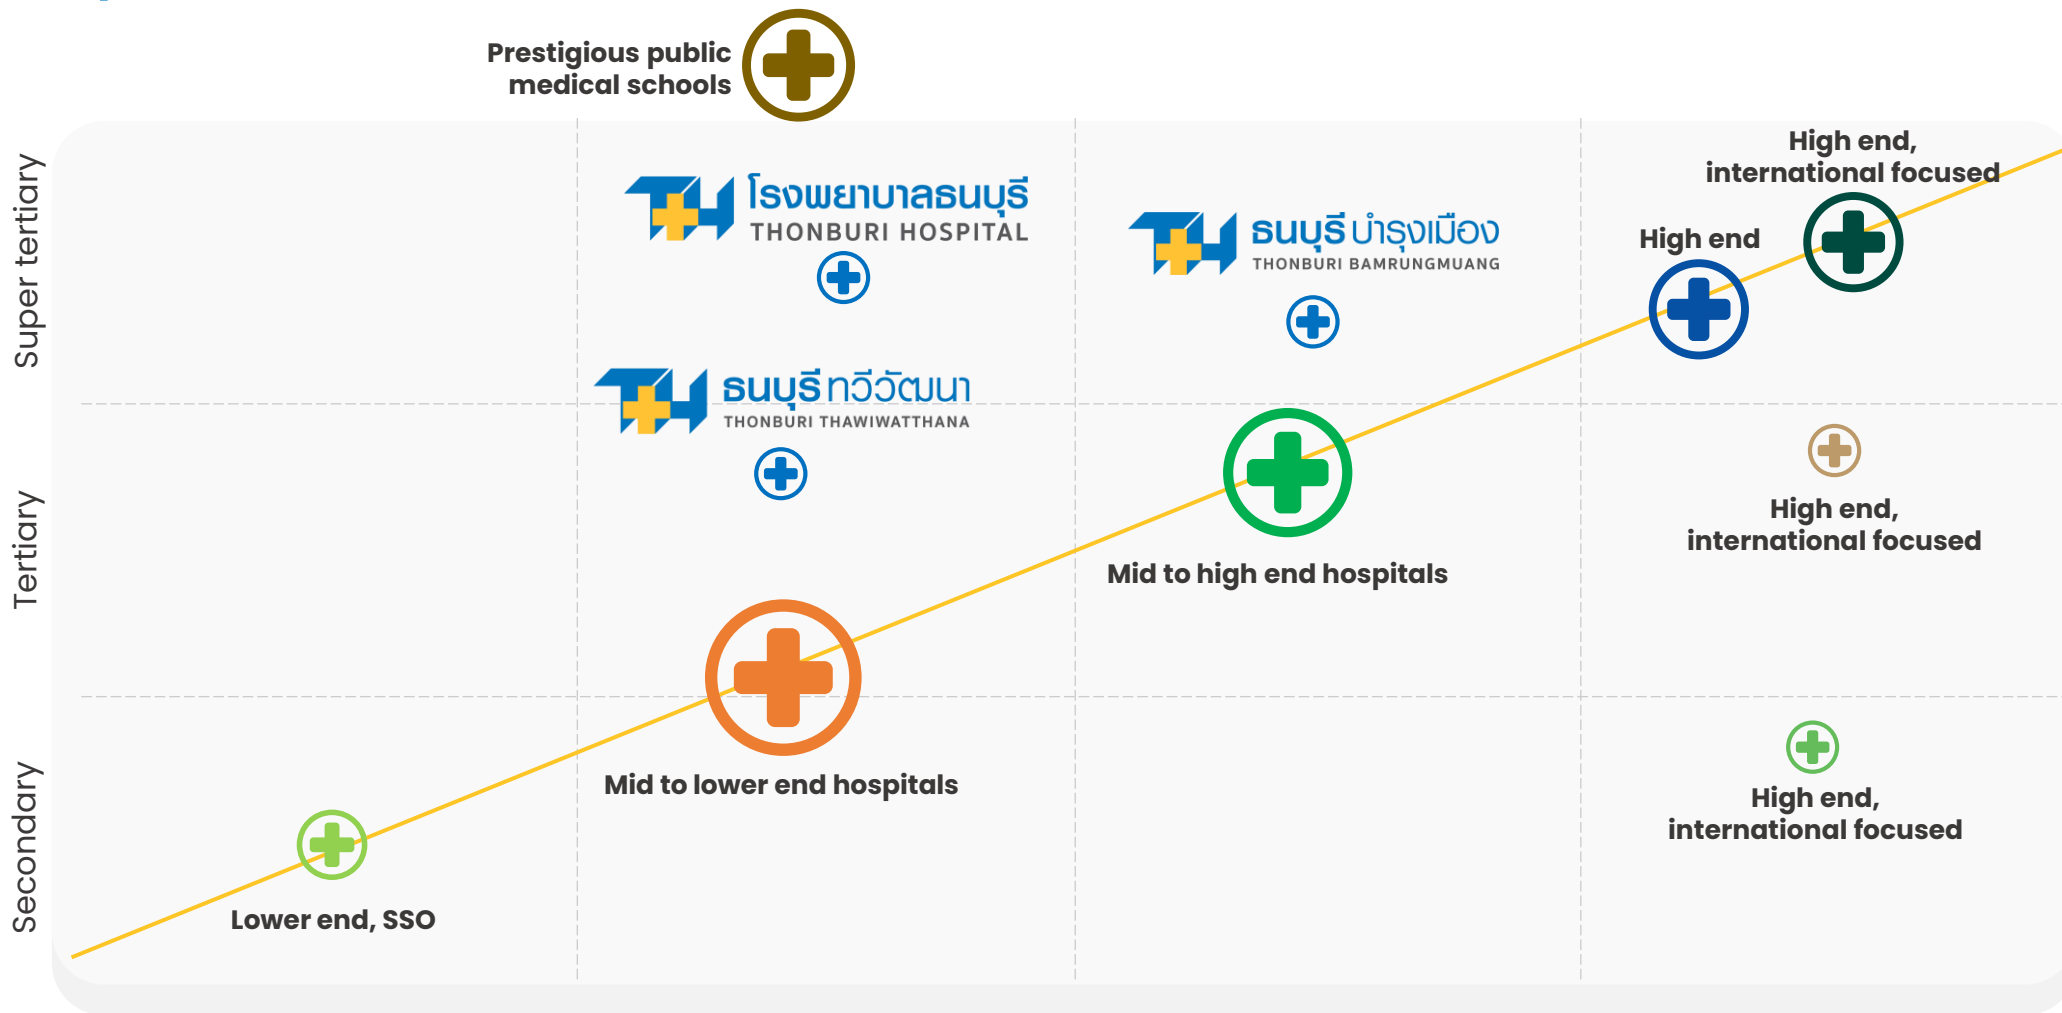 Prestigious public
medical schools
High end,
international focused
โรงพยาบาลธนบุรี
THONBURI HOSPITAL
ธนบุรี บำรุงเมือง
THONBURI BAMRUNGMUANG
High end
Super tertiary
ธนบุรี ทวีวัฒนา
THONBURI THAWIWATTHANA
High end,
international focused
Tertiary
Mid to high end hospitals
Mid to lower end hospitals
High end,
international focused
Secondary
Lower end, SSO